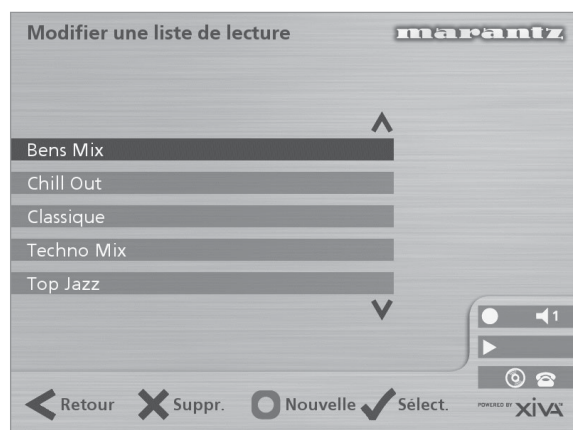 Modifier une liste de lecture
marantz
Bens Mix
Chill Out
Classique
Techno Mix
Top Jazz
1
Retour Suppr. Nouvelle Sélect.
POWERED BY XiVA™